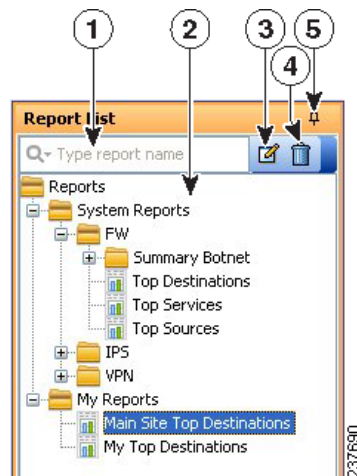 1
2
3
5
4
Report List
Type report name
Reports
System Reports
FW
Summary Botnet
Top Destinations
Top Services
Top Sources
IPS
VPN
My Reports
Main Site Top Destinations
My Top Destinations
237690